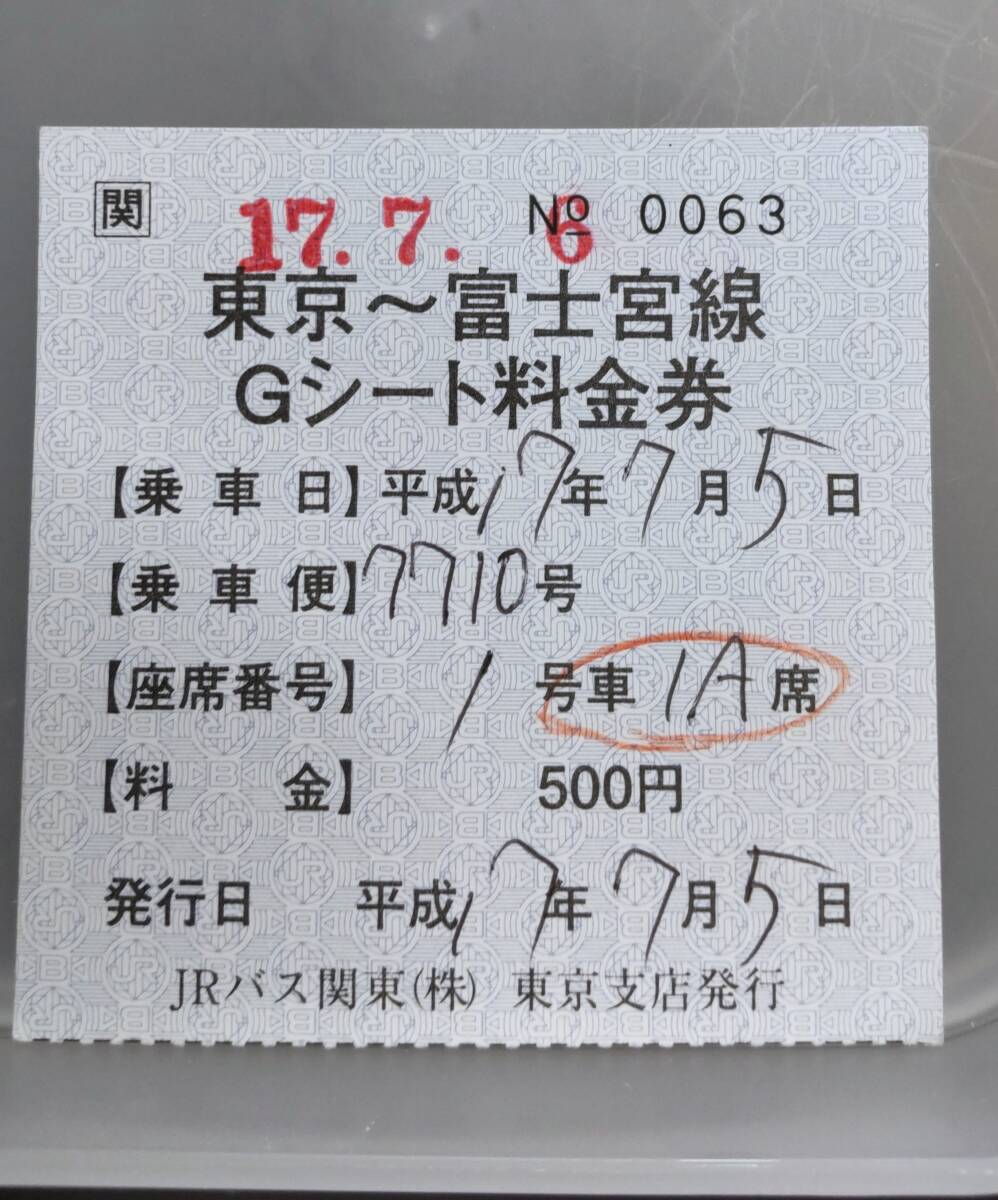 関 17. 7. 6 № 0063
東京～富士宮線
Gシート料金券
【乗車日】平成17年7月5日
【乗車便】7710号
【座席番号】 1 号車 1A席
【料 金】 500円
発行日 平成17年7月5日
JRバス関東(株) 東京支店発行